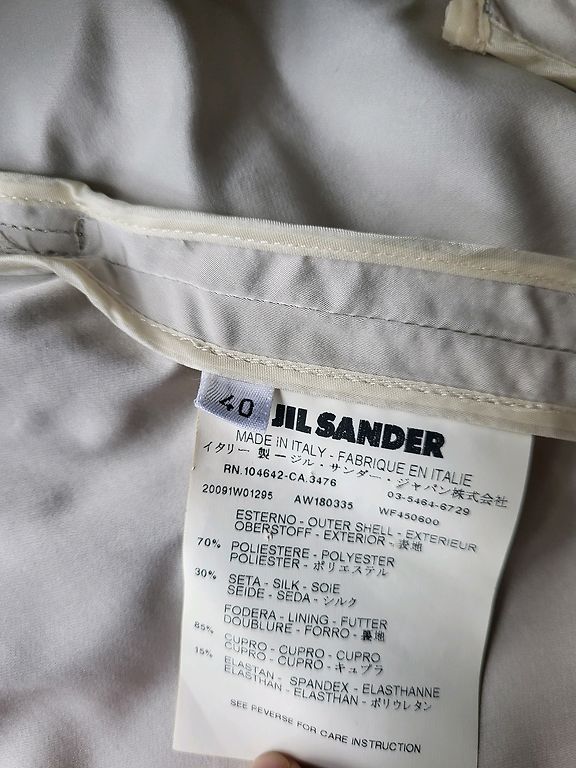 40
JIL SANDER
MADE IN ITALY - FABRIQUE EN ITALIE
イタリー 製 ージル・サンダー・ジャパン株式会社
RN.104642-CA.3476 03-5464-6729
20091W01295 AW180335 WF450600
ESTERNO - OUTER SHELL - EXTERIEUR
OBERSTOFF - EXTERIOR - 表地
70% POLIESTERE - POLYESTER
POLIESTER - ポリエステル
30% SETA - SILK - SOIE
SEIDE - SEDA - シルク
FODERA - LINING - FUTTER
DOUBLURE - FORRO - 裏地
85% CUPRO - CUPRO - CUPRO
CUPRO - CUPRO - キュプラ
15% ELASTAN - SPANDEX - ELASTHANNE
ELASTHAN - ELASTHAN - ポリウレタン
SEE REVERSE FOR CARE INSTRUCTION